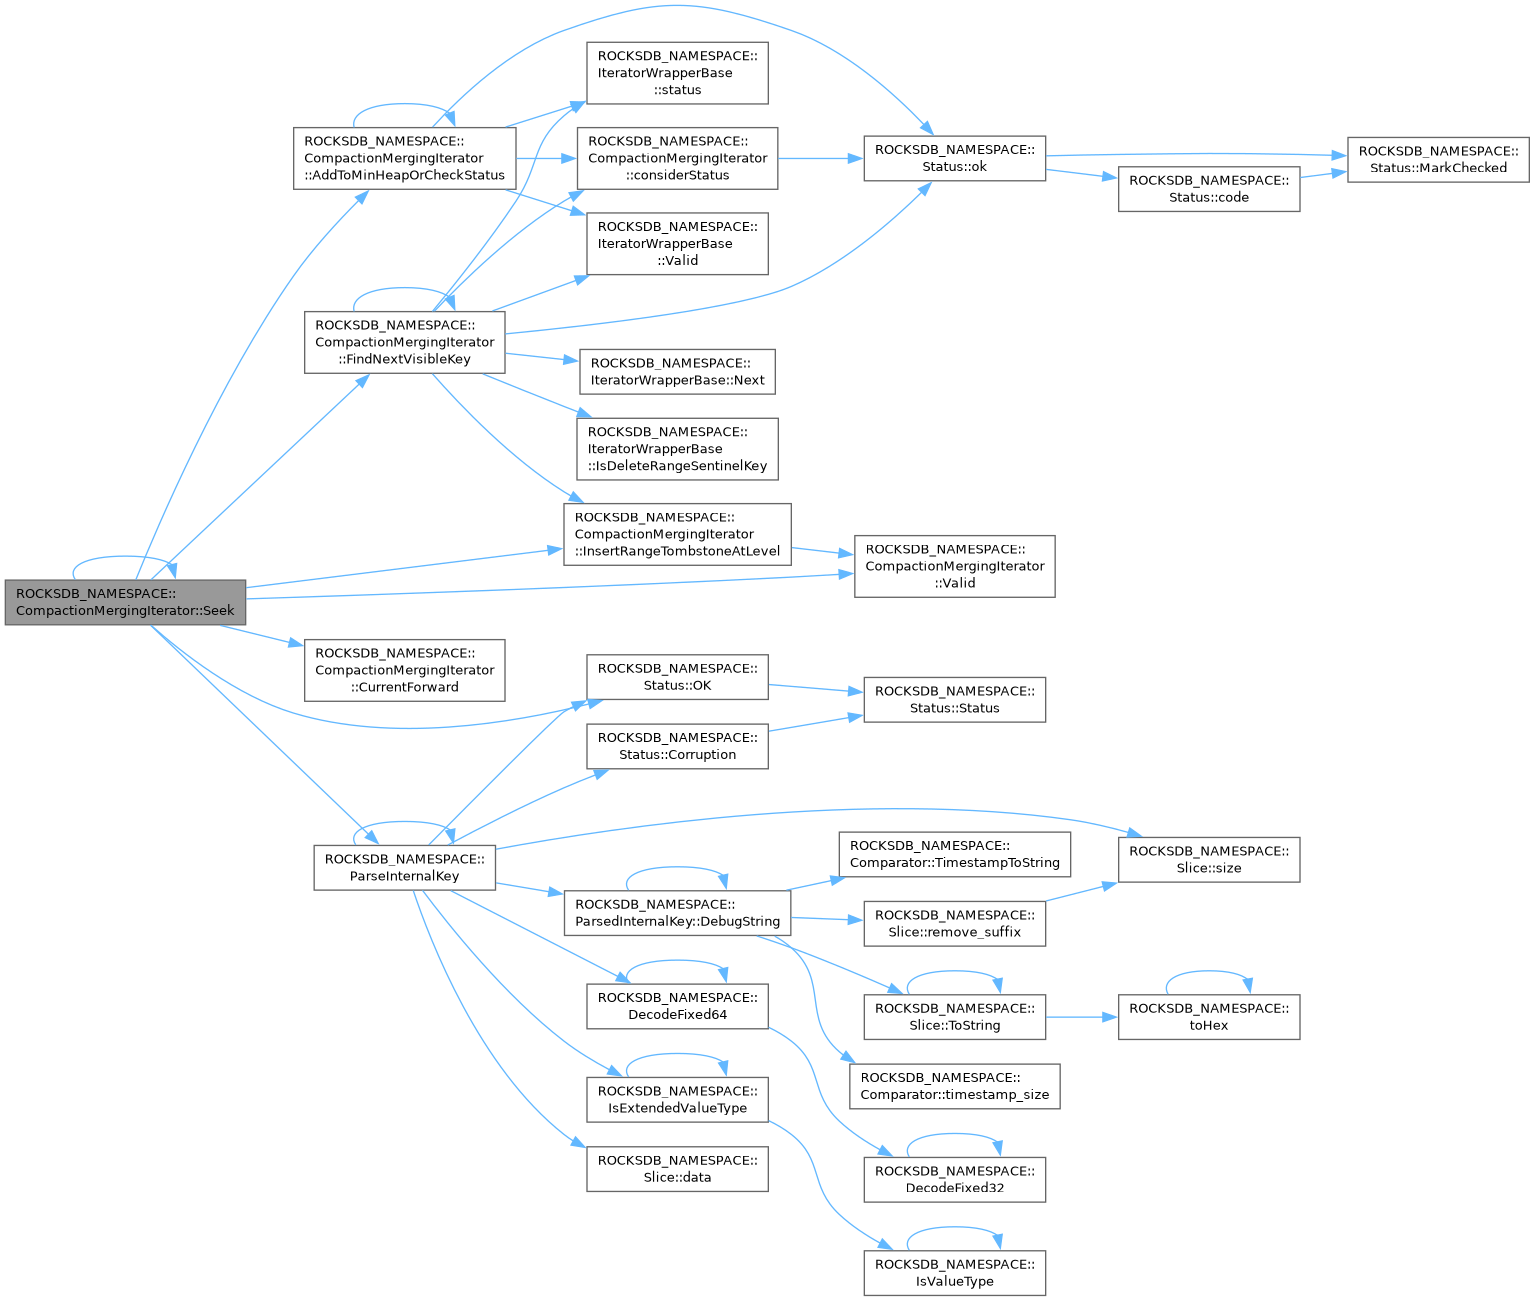 ROCKSDB_NAMESPACE::
IteratorWrapperBase
::status
ROCKSDB_NAMESPACE::
CompactionMergingIterator
::AddToMinHeapOrCheckStatus
ROCKSDB_NAMESPACE::
CompactionMergingIterator
::considerStatus
ROCKSDB_NAMESPACE::
Status::ok
ROCKSDB_NAMESPACE::
Status::MarkChecked
ROCKSDB_NAMESPACE::
Status::code
ROCKSDB_NAMESPACE::
IteratorWrapperBase
::Valid
ROCKSDB_NAMESPACE::
CompactionMergingIterator
::FindNextVisibleKey
ROCKSDB_NAMESPACE::
IteratorWrapperBase::Next
ROCKSDB_NAMESPACE::
IteratorWrapperBase
::IsDeleteRangeSentinelKey
ROCKSDB_NAMESPACE::
CompactionMergingIterator
::InsertRangeTombstoneAtLevel
ROCKSDB_NAMESPACE::
CompactionMergingIterator
::Valid
ROCKSDB_NAMESPACE::
CompactionMergingIterator::Seek
ROCKSDB_NAMESPACE::
CompactionMergingIterator
::CurrentForward
ROCKSDB_NAMESPACE::
Status::OK
ROCKSDB_NAMESPACE::
Status::Status
ROCKSDB_NAMESPACE::
Status::Corruption
ROCKSDB_NAMESPACE::
ParseInternalKey
ROCKSDB_NAMESPACE::
Comparator::TimestampToString
ROCKSDB_NAMESPACE::
Slice::size
ROCKSDB_NAMESPACE::
ParsedInternalKey::DebugString
ROCKSDB_NAMESPACE::
Slice::remove_suffix
ROCKSDB_NAMESPACE::
DecodeFixed64
ROCKSDB_NAMESPACE::
Slice::ToString
ROCKSDB_NAMESPACE::
toHex
ROCKSDB_NAMESPACE::
Comparator::timestamp_size
ROCKSDB_NAMESPACE::
IsExtendedValueType
ROCKSDB_NAMESPACE::
Slice::data
ROCKSDB_NAMESPACE::
DecodeFixed32
ROCKSDB_NAMESPACE::
IsValueType